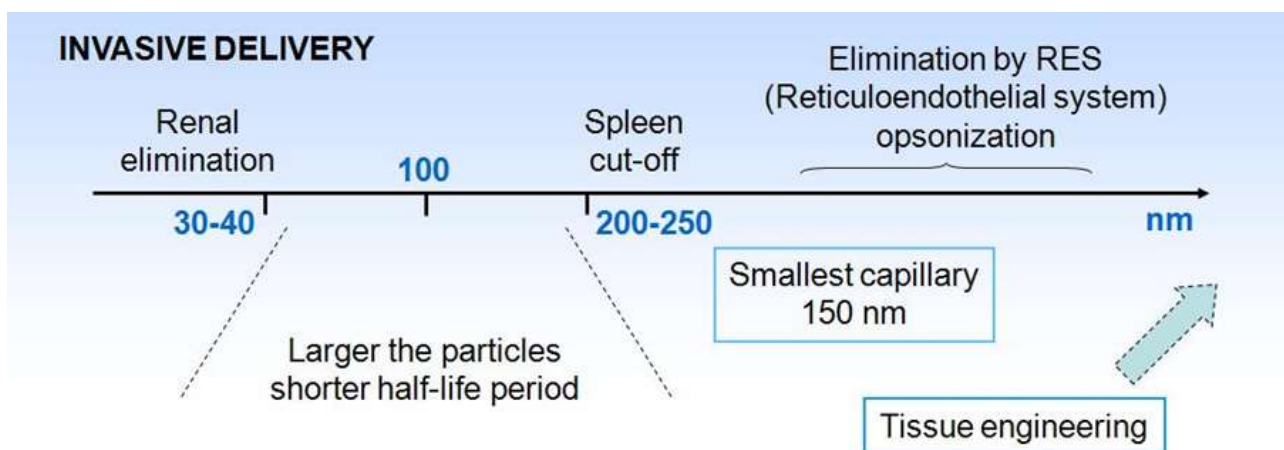 INVASIVE DELIVERY
Renal
elimination
100
Spleen
cut-off
Elimination by RES
(Reticuloendothelial system)
opsonization
30-40
200-250
nm
Smallest capillary
150 nm
Larger the particles
shorter half-life period
Tissue engineering